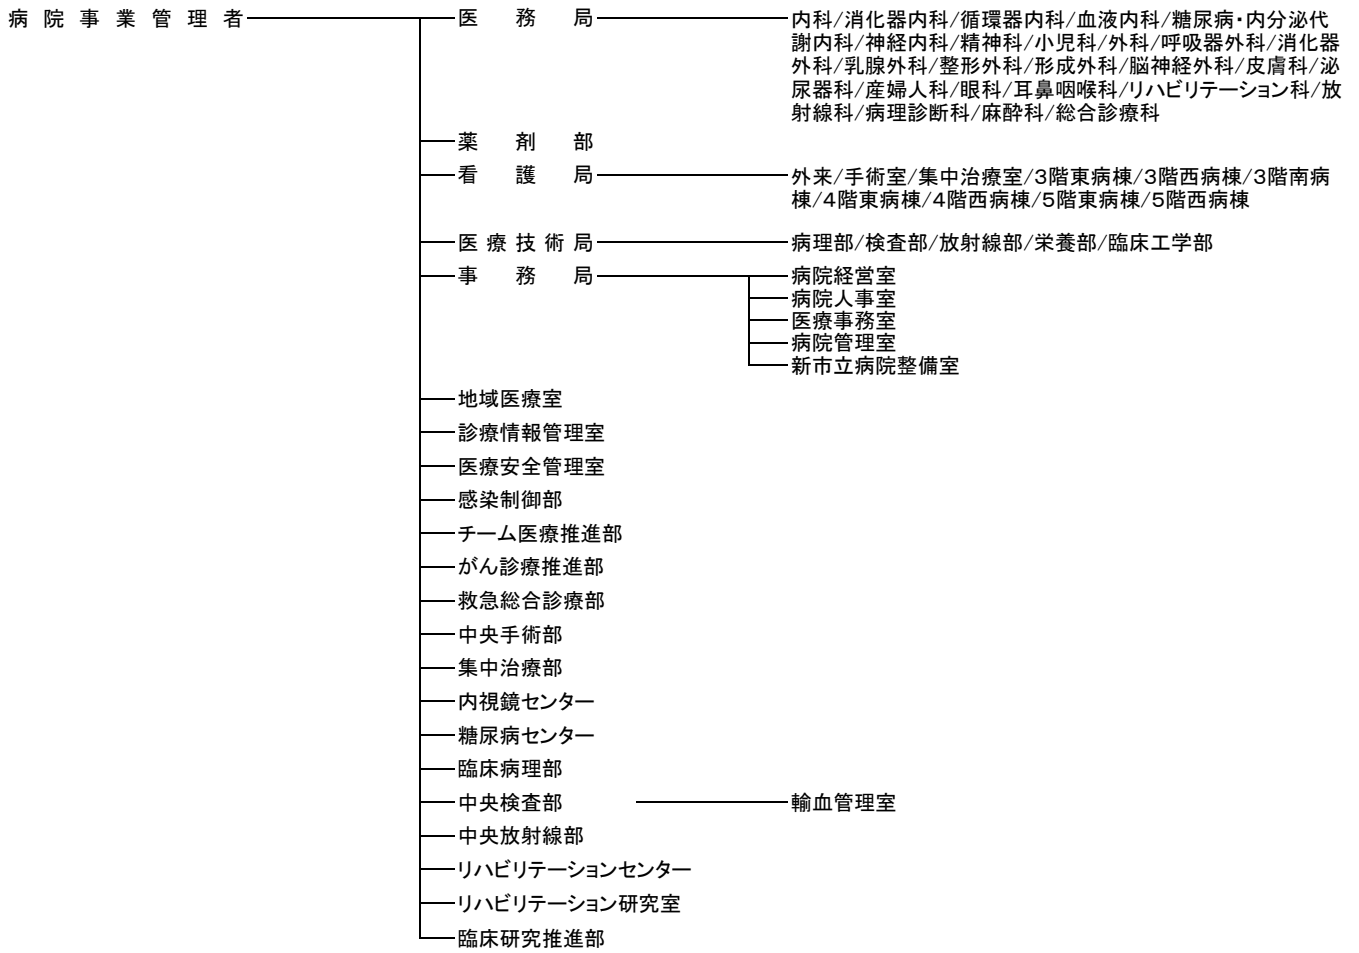 病院事業管理者
医務局
内科/消化器内科/循環器内科/血液内科/糖尿病・内分泌代
謝内科/神経内科/精神科/小児科/外科/呼吸器外科/消化器
外科/乳腺外科/整形外科/形成外科/脳神経外科/皮膚科/泌
尿器科/産婦人科/眼科/耳鼻咽喉科/リハビリテーション科/放
射線科/病理診断科/麻酔科/総合診療科
薬剤部
看護局
外来/手術室/集中治療室/3階東病棟/3階西病棟/3階南病
棟/4階東病棟/4階西病棟/5階東病棟/5階西病棟
医療技術局
病理部/検査部/放射線部/栄養部/臨床工学部
事務局
病院経営室
病院人事室
医療事務室
病院管理室
新市立病院整備室
地域医療室
診療情報管理室
医療安全管理室
感染制御部
チーム医療推進部
がん診療推進部
救急総合診療部
中央手術部
集中治療部
内視鏡センター
糖尿病センター
臨床病理部
中央検査部
輸血管理室
中央放射線部
リハビリテーションセンター
リハビリテーション研究室
臨床研究推進部